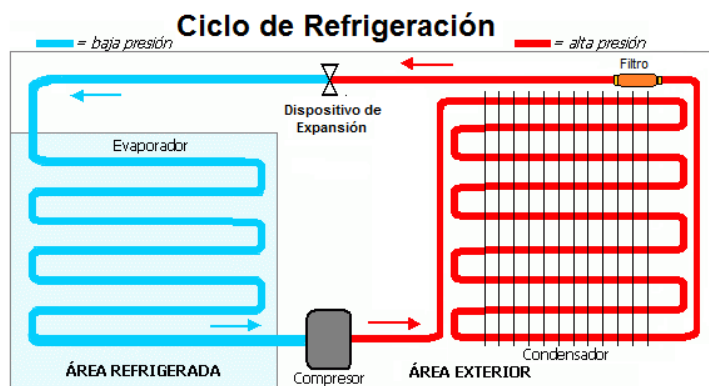 Ciclo de Refrigeración
= baja presión
= alta presión
Filtro
Dispositivo de
Expansión
Evaporador
Condensador
ÁREA REFRIGERADA
Compresor
ÁREA EXTERIOR